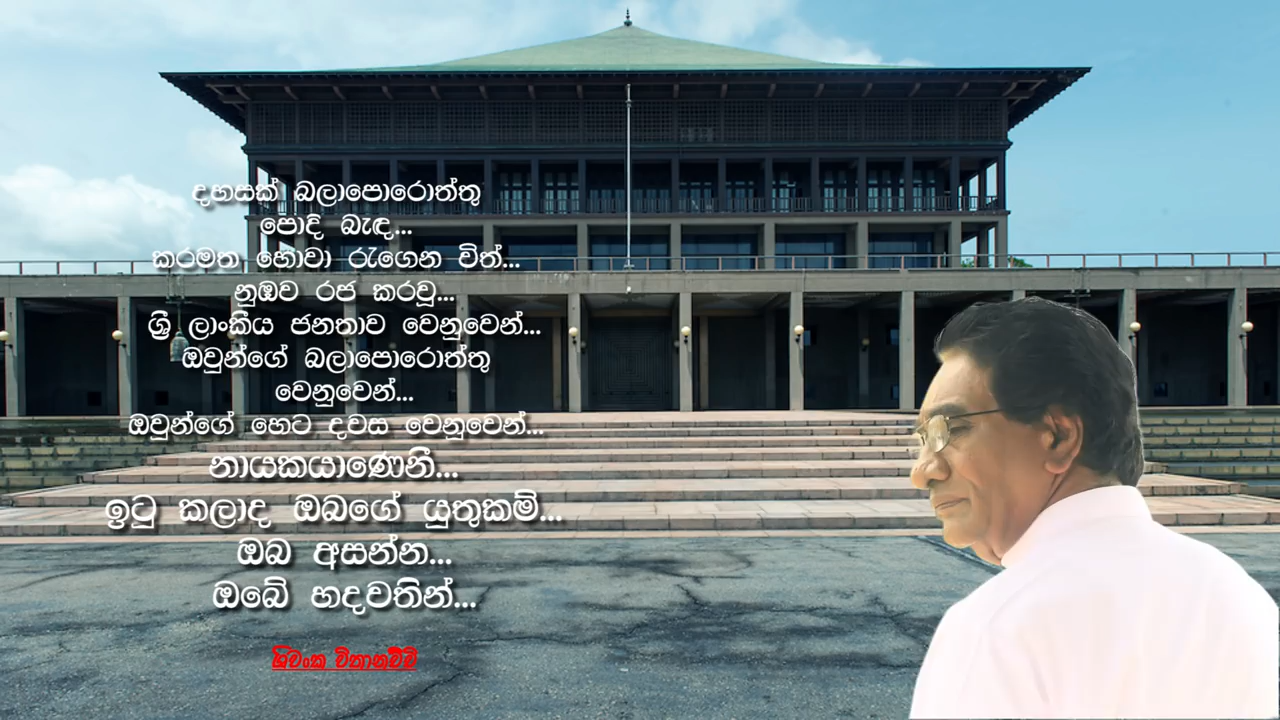 දහසක් බලාපොරොත්තු
පොදි බැඳ...
කරමත හොවා රැගෙන විත්...
නුඹව රජ කරවූ...
ශ්‍රී ලාංකීය ජනතාව වෙනුවෙන්...
ඔවුන්ගේ බලාපොරොත්තු
වෙනුවෙන්...
ඔවුන්ගේ හෙට දවස වෙනුවෙන්...
නායකයාණෙනී...
ඉටු කලාද ඔබගේ යුතුකම්...
ඔබ අසන්න...
ඔබේ හදවතින්...
ශිවංක විතානච්චි